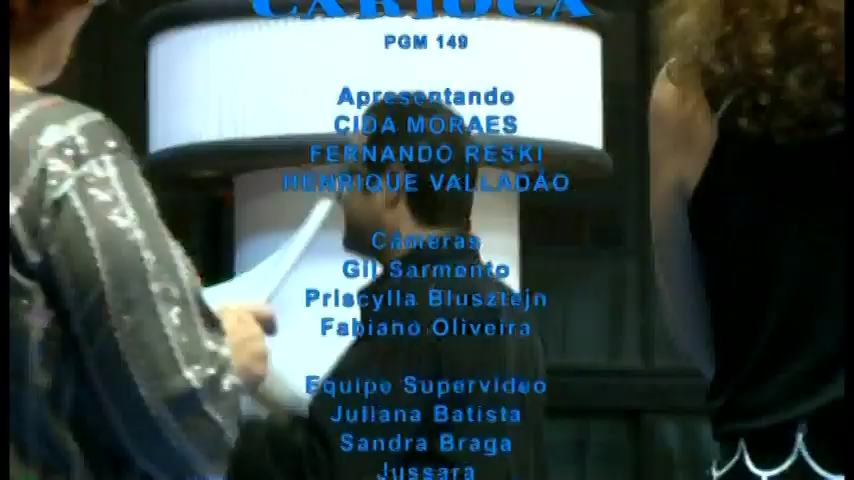 CARIOCA
PGM 149
Apresentando
CIDA MORAES
FERNANDO RESKI
HENRIQUE VALLADÃO
Câmeras
Gil Sarmento
Priscylla Blusztejn
Fabiano Oliveira
Equipe Supervideo
Juliana Batista
Sandra Braga
Jussara